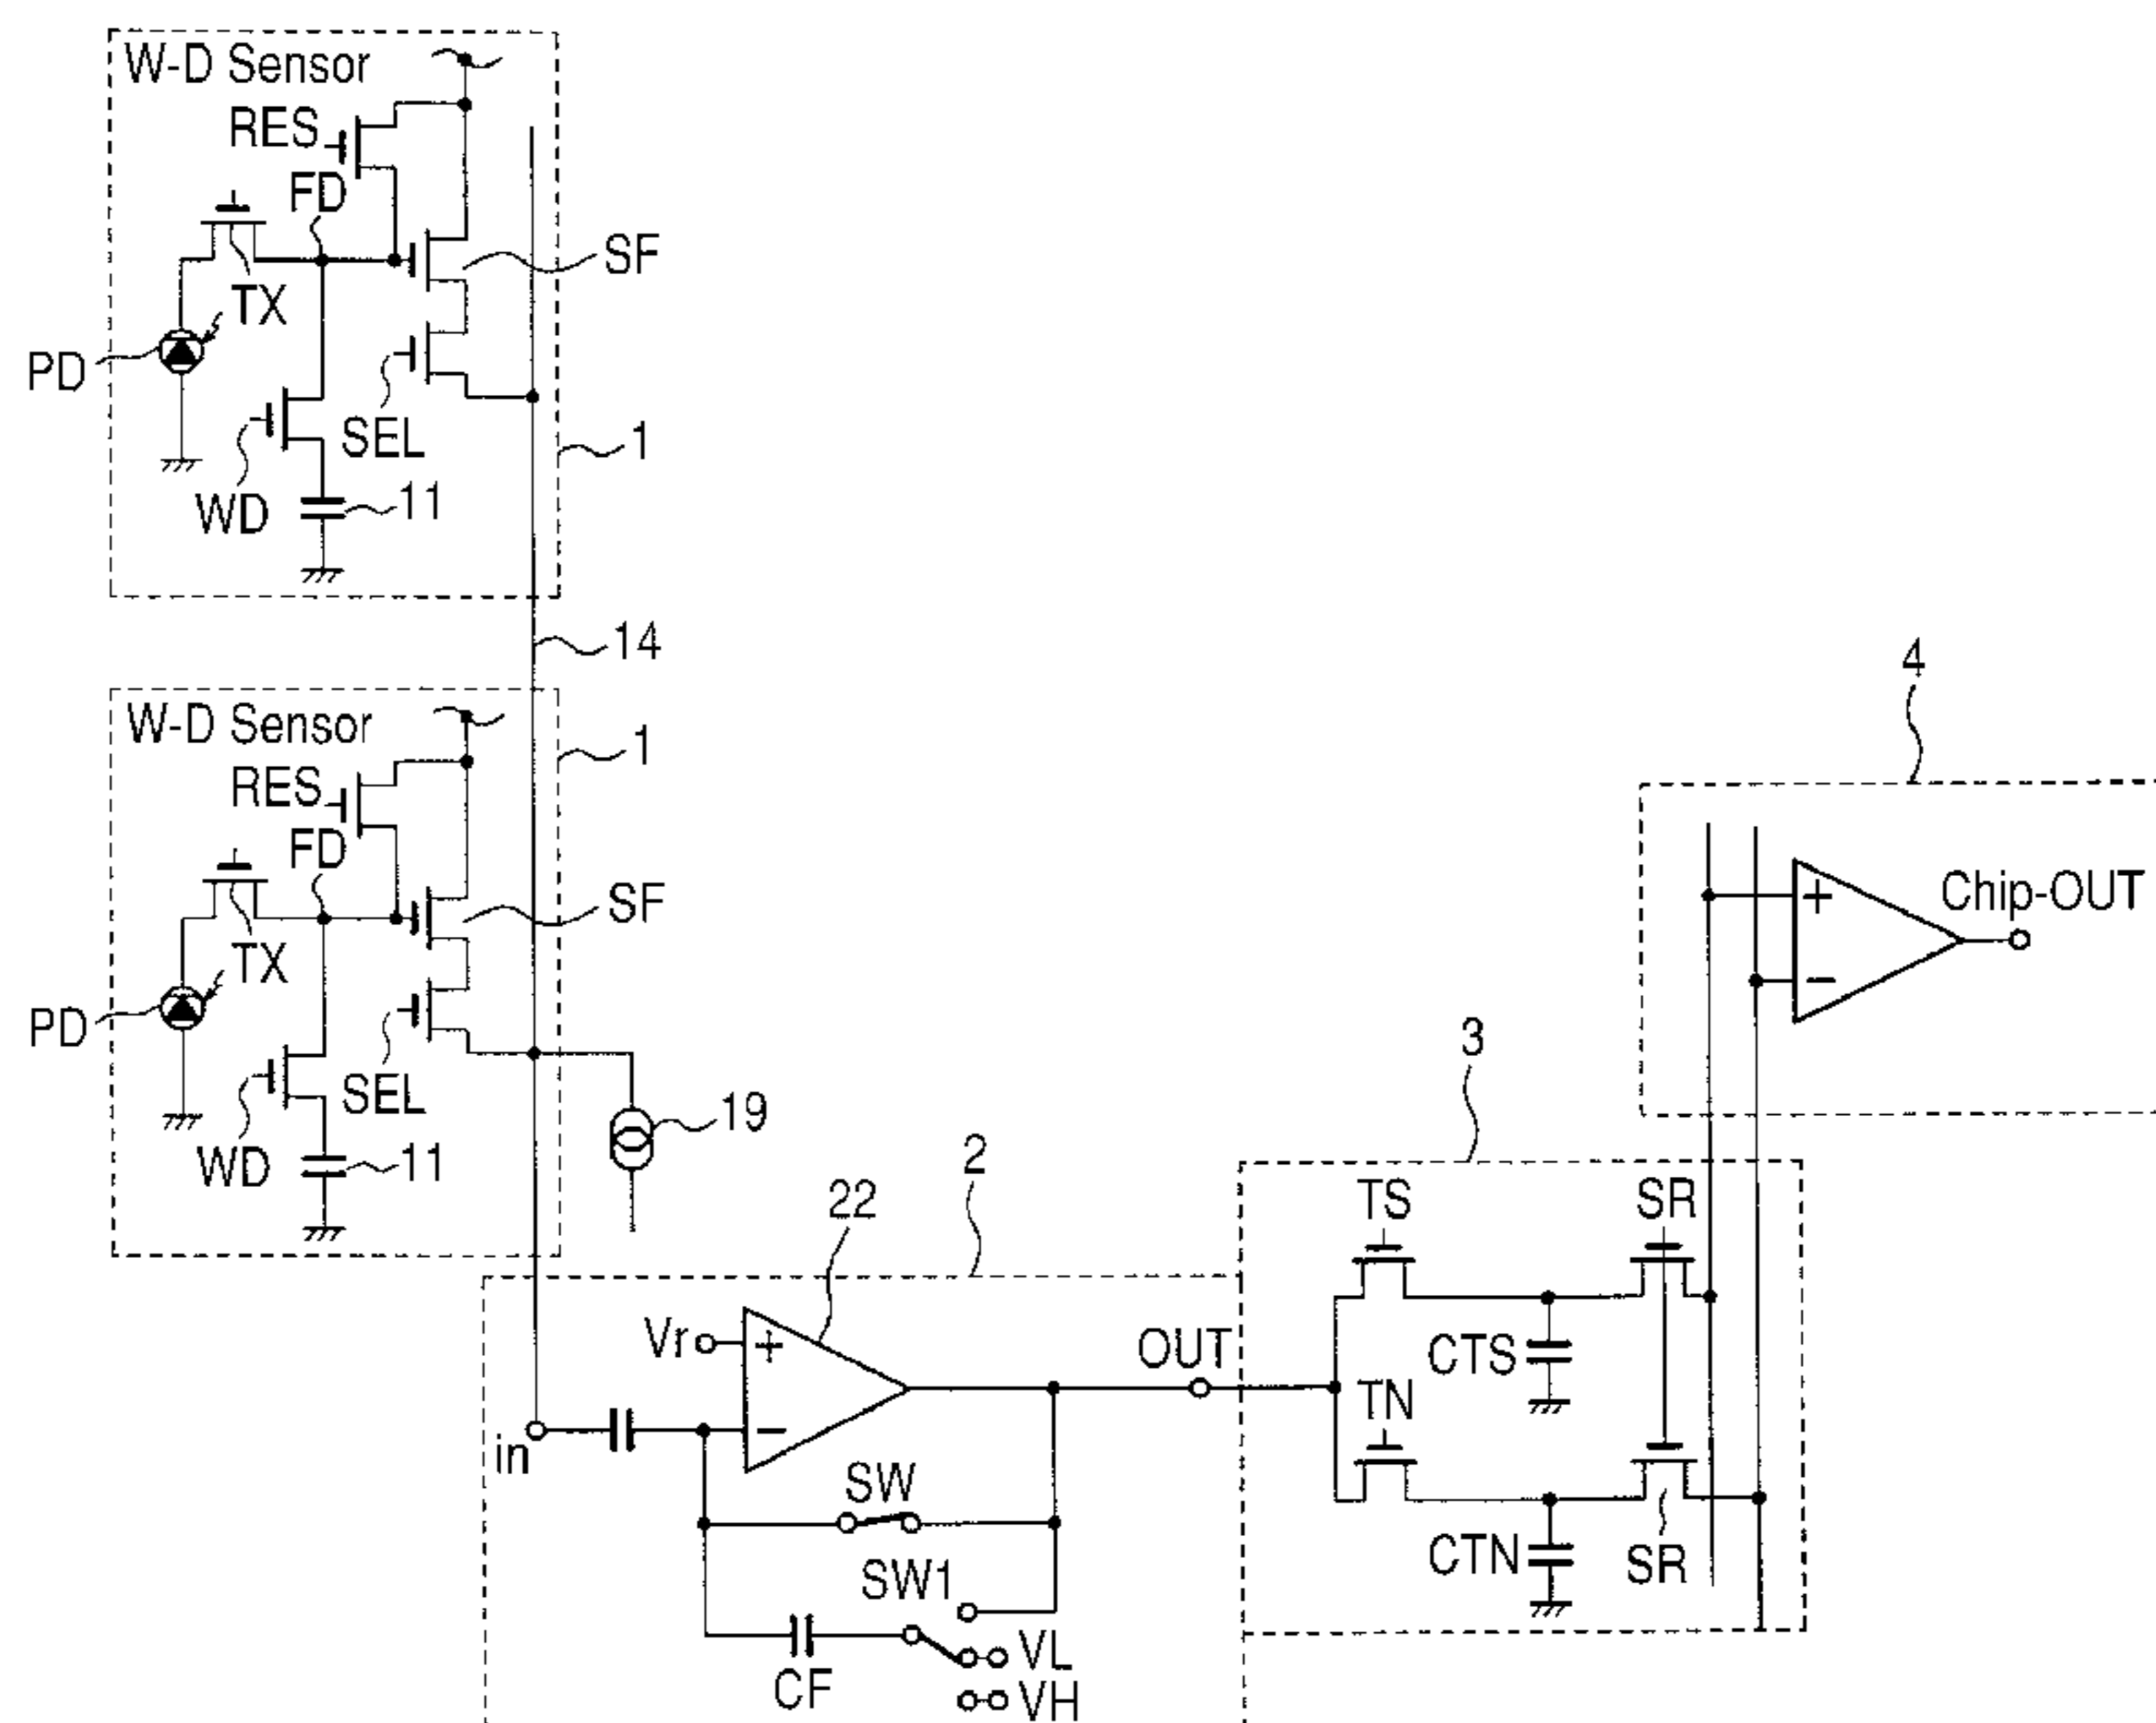 W-D Sensor
RES
FD
SF
TX
PD
SEL
1
WD
11
14
W-D Sensor
1
RES
FD
SF
TX
PD
SEL
19
WD
11
4
+
Chip-OUT
−
3
2
22
TS
SR
Vr
+
OUT
CTS
TN
in
−
SW
CTN
SR
SW1
VL
CF
VH